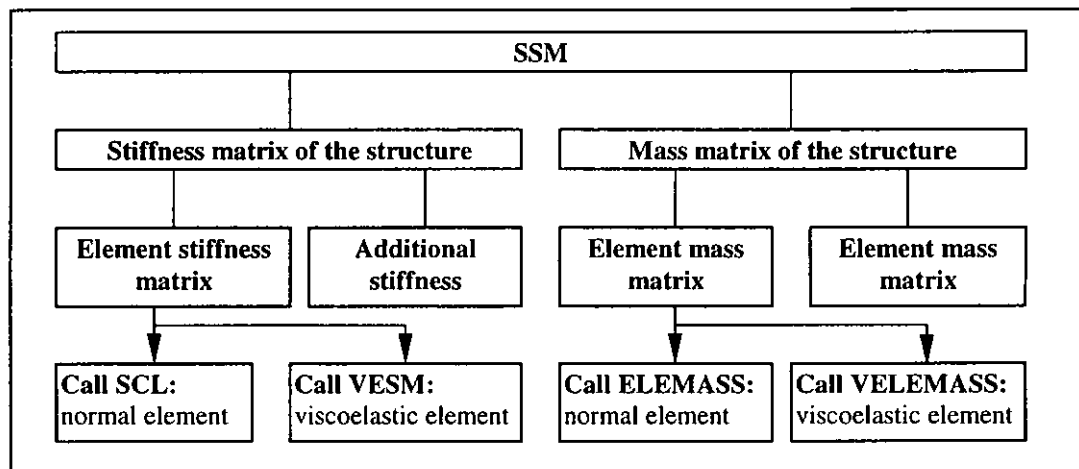 SSM
Stiffness matrix of the structure
Mass matrix of the structure
Element stiffness
matrix
Additional
stiffness
Element mass
matrix
Element mass
matrix
Call SCL:
normal element
Call VESM:
viscoelastic element
Call ELEMASS:
normal element
Call VELEMASS:
viscoelastic element